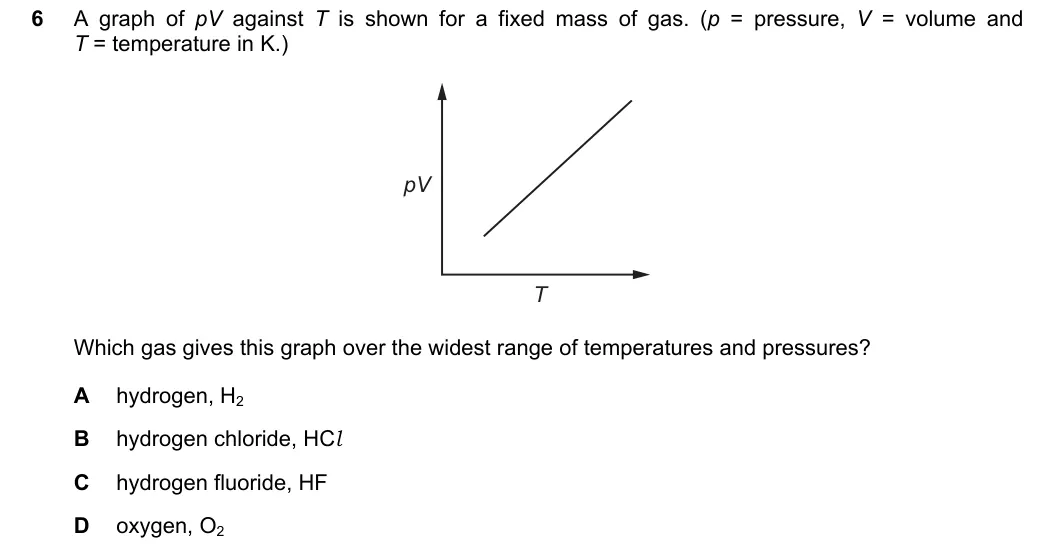 6 A graph of pV against T is shown for a fixed mass of gas. (p = pressure, V = volume and
T = temperature in K.)
pV
T
Which gas gives this graph over the widest range of temperatures and pressures?
A hydrogen, H₂
B hydrogen chloride, HCl
C hydrogen fluoride, HF
D oxygen, O₂